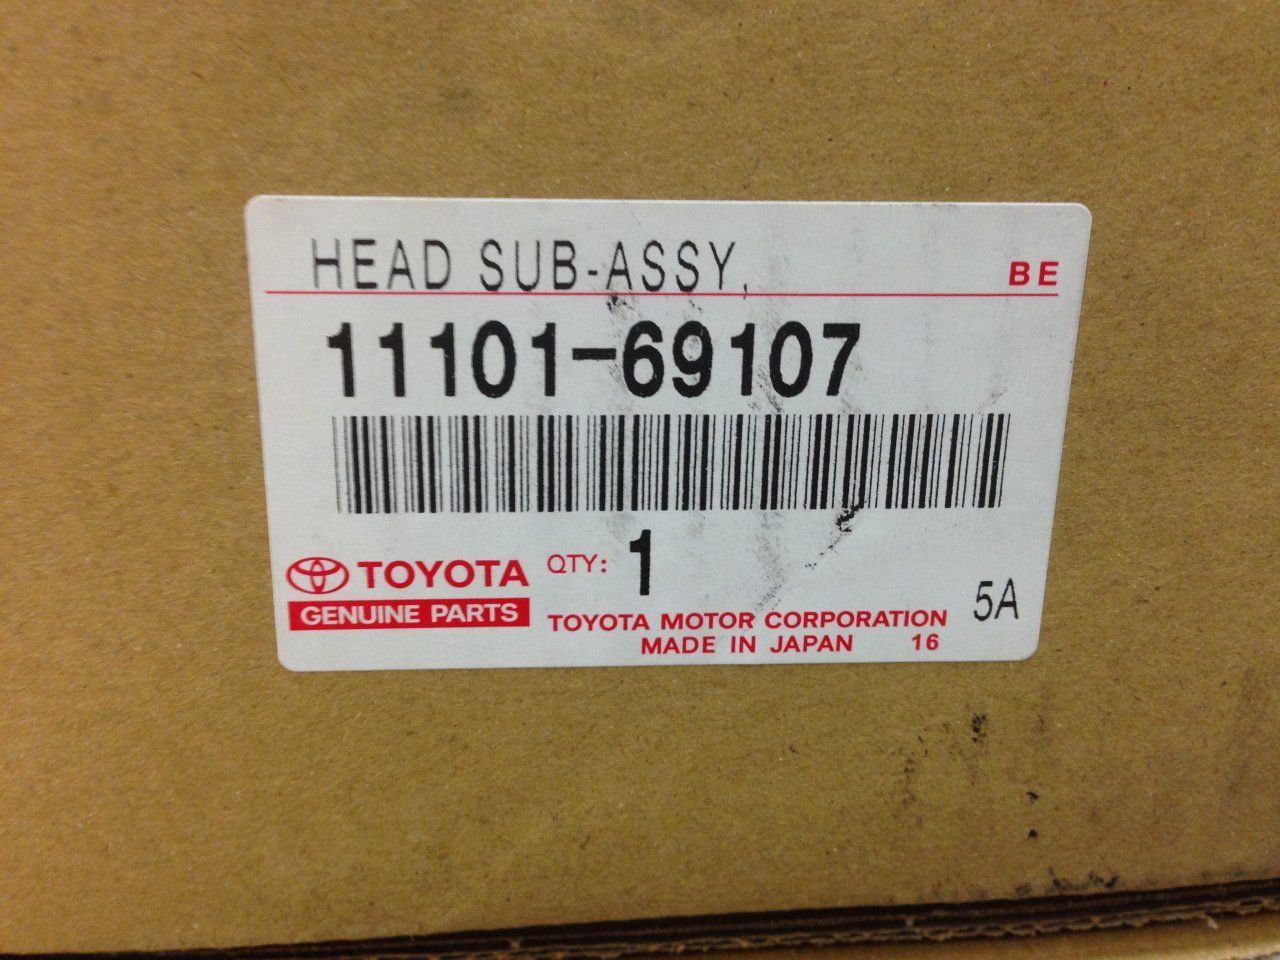 HEAD SUB-ASSY,
BE
11101-69107
TOYOTA
GENUINE PARTS
QTY: 1
TOYOTA MOTOR CORPORATION
MADE IN JAPAN 16
5A